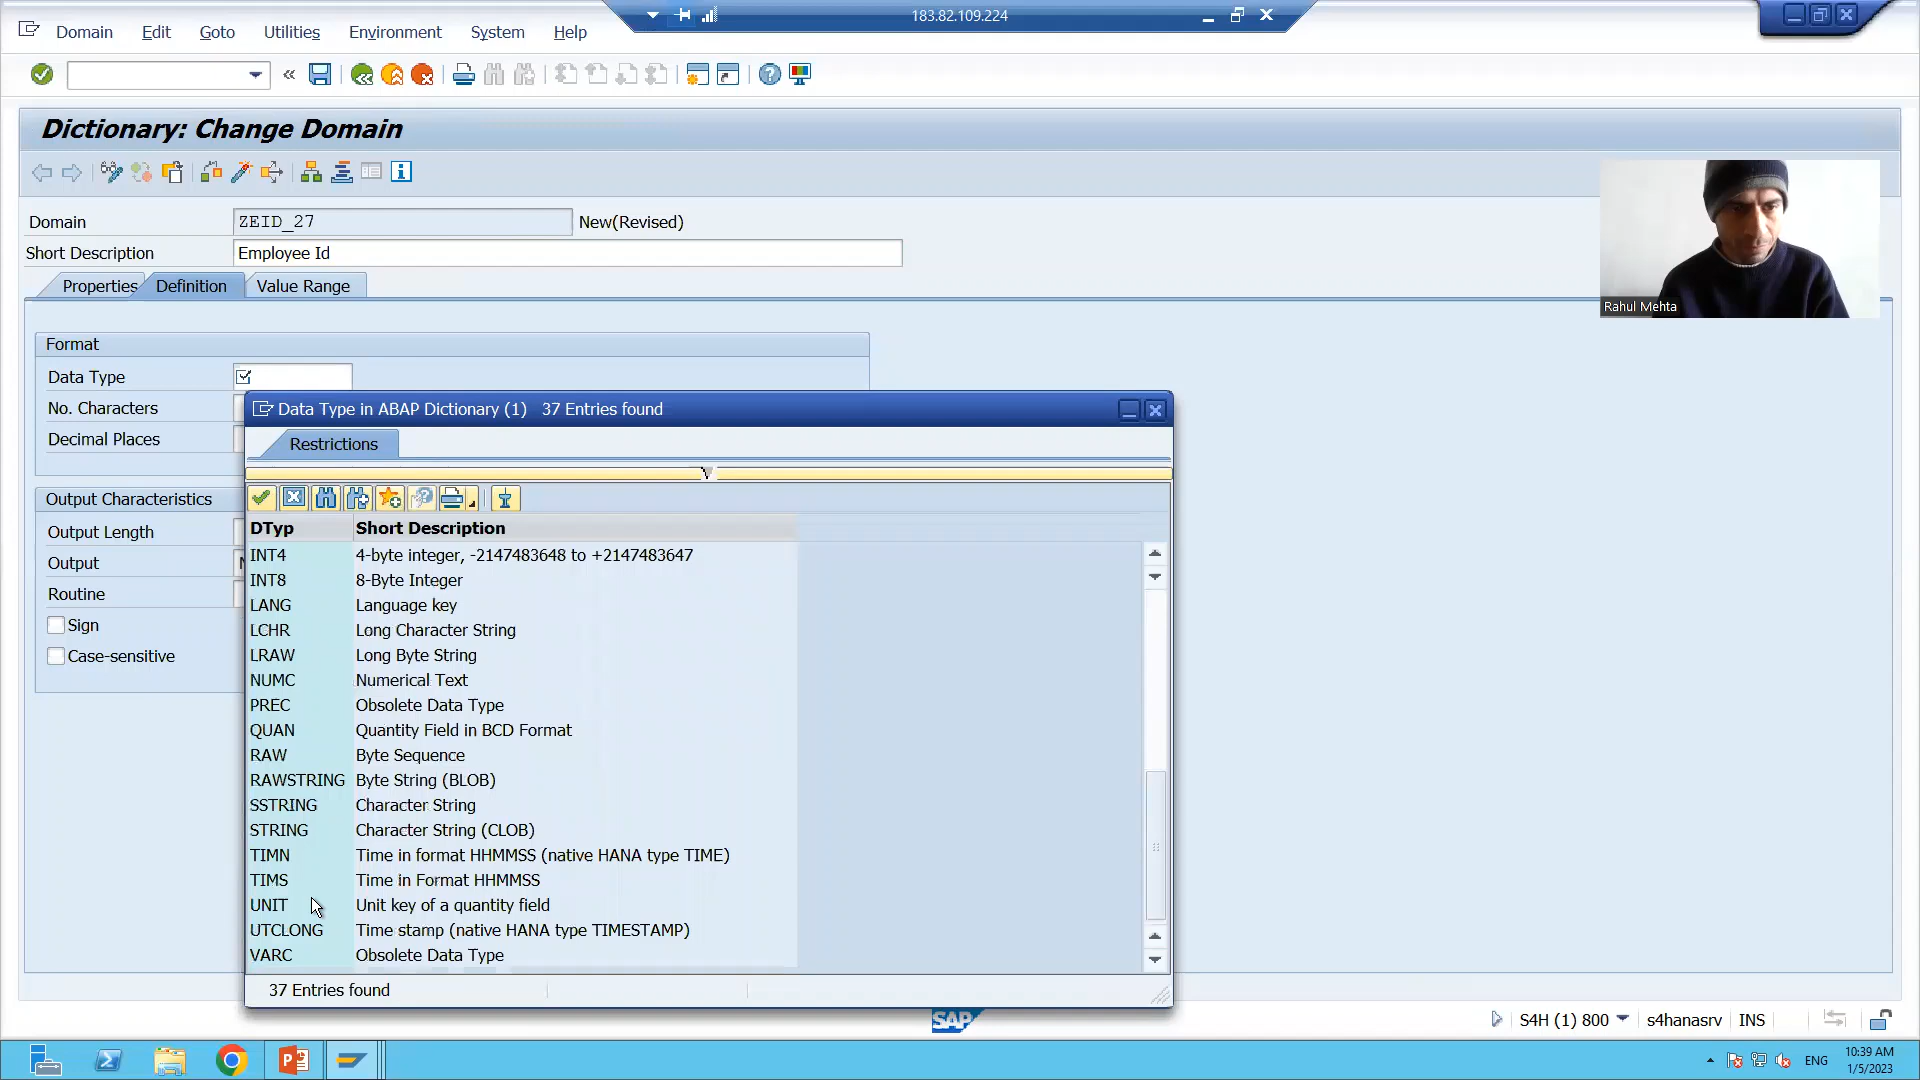 183.82.109.224
Domain Edit Goto Utilities Environment System Help
Dictionary: Change Domain
Domain ZEID_27 New(Revised)
Short Description Employee Id
Properties Definition Value Range
Rahul Mehta
Format
Data Type
No. Characters
Decimal Places
Output Characteristics
Output Length
Output
Routine
Sign
Case-sensitive
Data Type in ABAP Dictionary (1) 37 Entries found
Restrictions
DTyp Short Description
INT4 4-byte integer, -2147483648 to +2147483647
INT8 8-Byte Integer
LANG Language key
LCHR Long Character String
LRAW Long Byte String
NUMC Numerical Text
PREC Obsolete Data Type
QUAN Quantity Field in BCD Format
RAW Byte Sequence
RAWSTRING Byte String (BLOB)
SSTRING Character String
STRING Character String (CLOB)
TIMN Time in format HHMMSS (native HANA type TIME)
TIMS Time in Format HHMMSS
UNIT Unit key of a quantity field
UTCLONG Time stamp (native HANA type TIMESTAMP)
VARC Obsolete Data Type
37 Entries found
SAP
S4H (1) 800 s4hanasrv INS
ENG
10:39 AM
1/5/2023